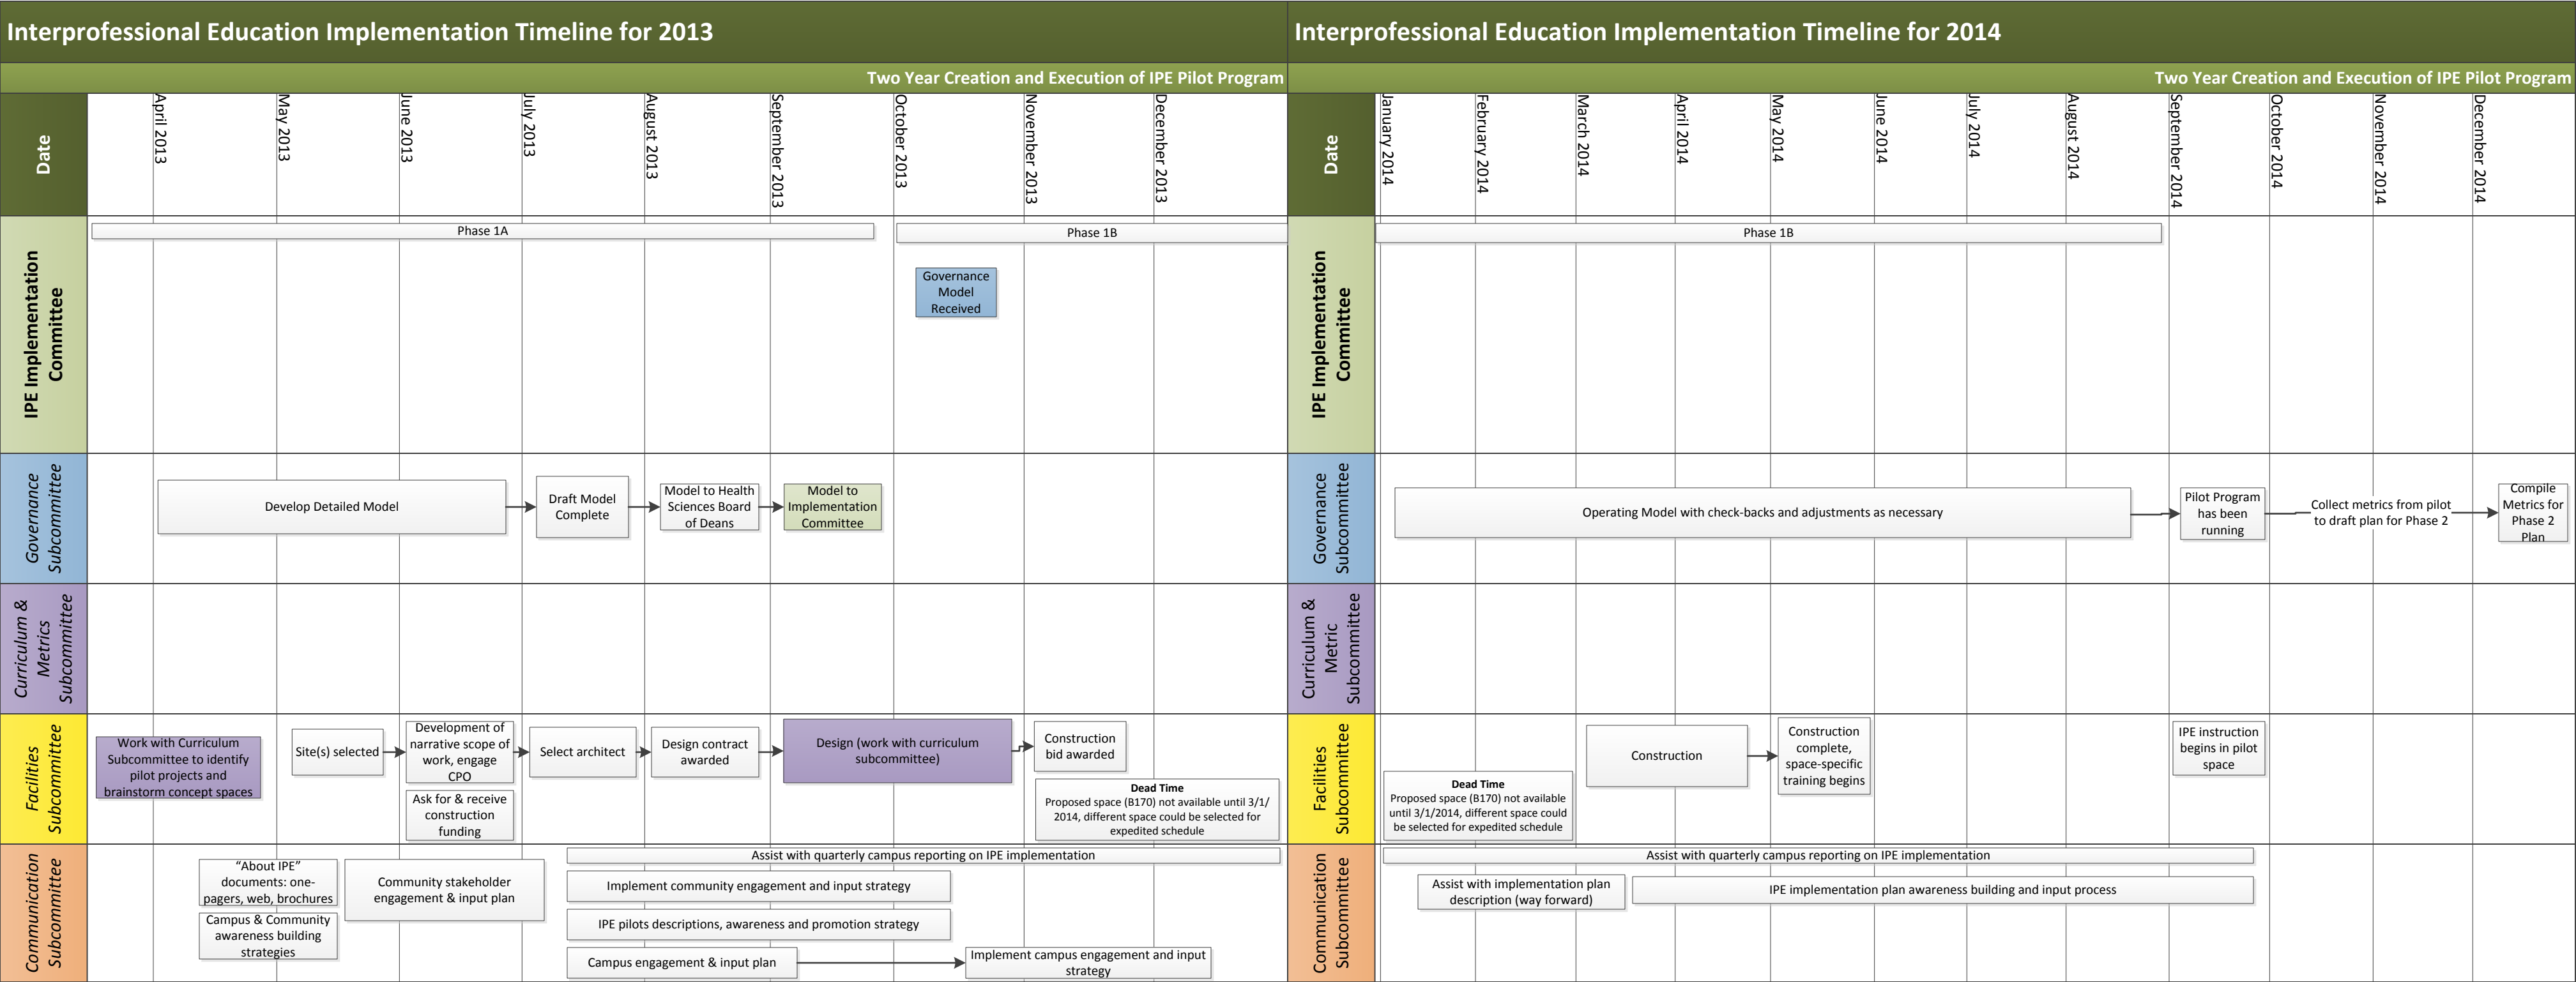 Interprofessional Education Implementation Timeline for 2013
Two Year Creation and Execution of IPE Pilot Program
Date
April 2013
May 2013
June 2013
July 2013
August 2013
September 2013
October 2013
November 2013
December 2013
IPE Implementation
Committee
Phase 1A
Phase 1B
Governance
Model
Received
Governance
Subcommittee
Develop Detailed Model
Draft Model
Complete
Model to Health
Sciences Board
of Deans
Model to
Implementation
Committee
Curriculum &
Metrics
Subcommittee
Facilities
Subcommittee
Work with Curriculum
Subcommittee to identify
pilot projects and
brainstorm concept spaces
Site(s) selected
Development of
narrative scope of
work, engage
CPO
Ask for & receive
construction
funding
Select architect
Design contract
awarded
Design (work with curriculum
subcommittee)
Construction
bid awarded
Dead Time
Proposed space (B170) not available until 3/1/
2014, different space could be selected for
expedited schedule
Communication
Subcommittee
“About IPE”
documents: one-
pagers, web, brochures
Campus & Community
awareness building
strategies
Community stakeholder
engagement & input plan
Assist with quarterly campus reporting on IPE implementation
Implement community engagement and input strategy
IPE pilots descriptions, awareness and promotion strategy
Campus engagement & input plan
Implement campus engagement and input
strategy
Interprofessional Education Implementation Timeline for 2014
Two Year Creation and Execution of IPE Pilot Program
Date
January 2014
February 2014
March 2014
April 2014
May 2014
June 2014
July 2014
August 2014
September 2014
October 2014
November 2014
December 2014
IPE Implementation
Committee
Phase 1B
Governance
Subcommittee
Operating Model with check-backs and adjustments as necessary
Pilot Program
has been
running
Collect metrics from pilot
to draft plan for Phase 2
Compile
Metrics for
Phase 2
Plan
Curriculum &
Metric
Subcommittee
Facilities
Subcommittee
Dead Time
Proposed space (B170) not available
until 3/1/2014, different space could
be selected for expedited schedule
Construction
Construction
complete,
space-specific
training begins
IPE instruction
begins in pilot
space
Communication
Subcommittee
Assist with quarterly campus reporting on IPE implementation
Assist with implementation plan
description (way forward)
IPE implementation plan awareness building and input process